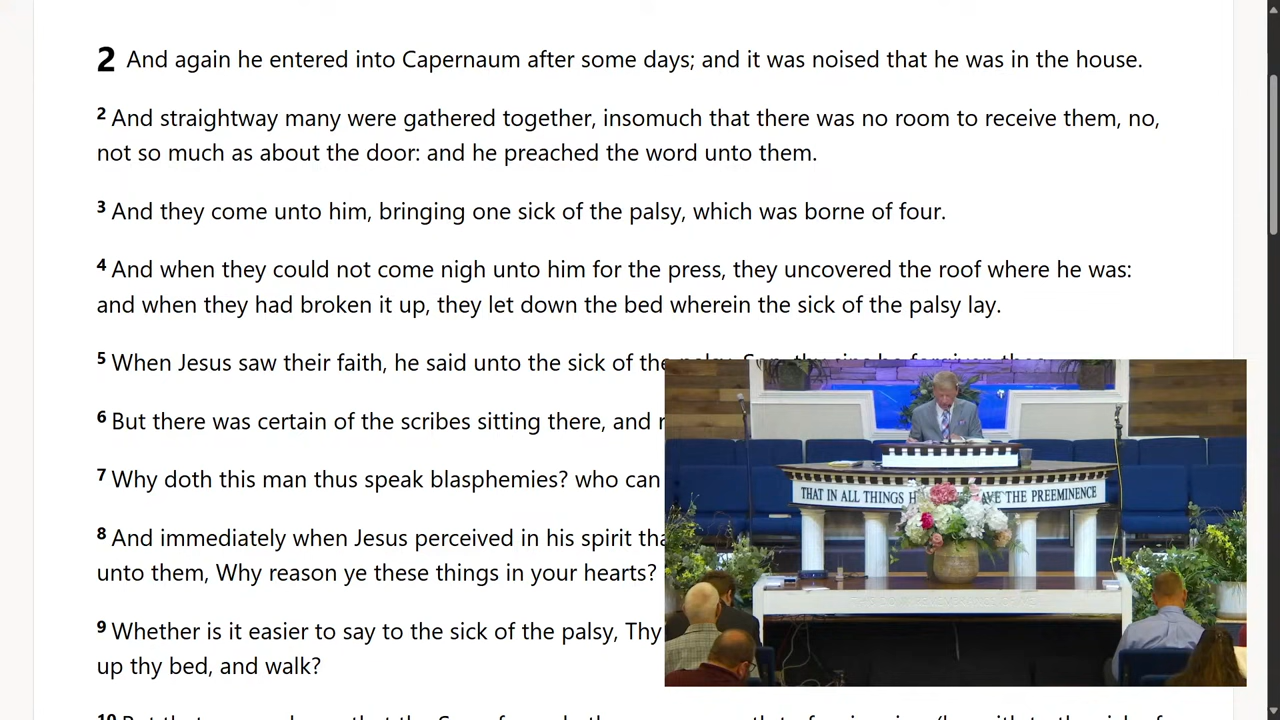 2 And again he entered into Capernaum after some days; and it was noised that he was in the house.
2 And straightway many were gathered together, insomuch that there was no room to receive them, no,
not so much as about the door: and he preached the word unto them.
3 And they come unto him, bringing one sick of the palsy, which was borne of four.
4 And when they could not come nigh unto him for the press, they uncovered the roof where he was:
and when they had broken it up, they let down the bed wherein the sick of the palsy lay.
5 When Jesus saw their faith, he said unto the sick of the palsy, Son, thy sins be forgiven thee.
6 But there was certain of the scribes sitting there, and
7 Why doth this man thus speak blasphemies? who can
8 And immediately when Jesus perceived in his spirit
unto them, Why reason ye these things in your hearts?
9 Whether is it easier to say to the sick of the palsy, Thy
up thy bed, and walk?
THAT IN ALL THINGS H AVE THE PREEMINENCE